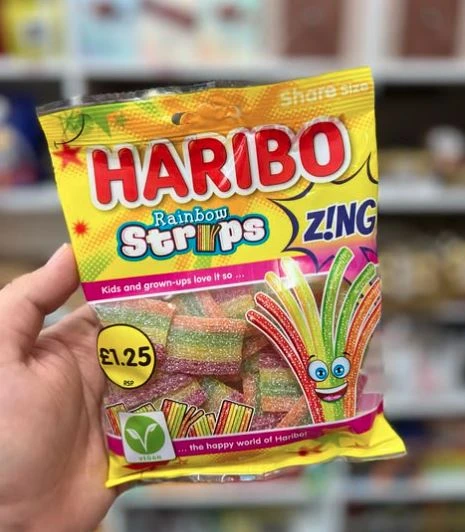 Share Size
HARIBO
Rainbow
Strips
Z!NG
Kids and grown-ups love it so ...
£1.25
RSP
VEGAN
... the happy world of Haribo!